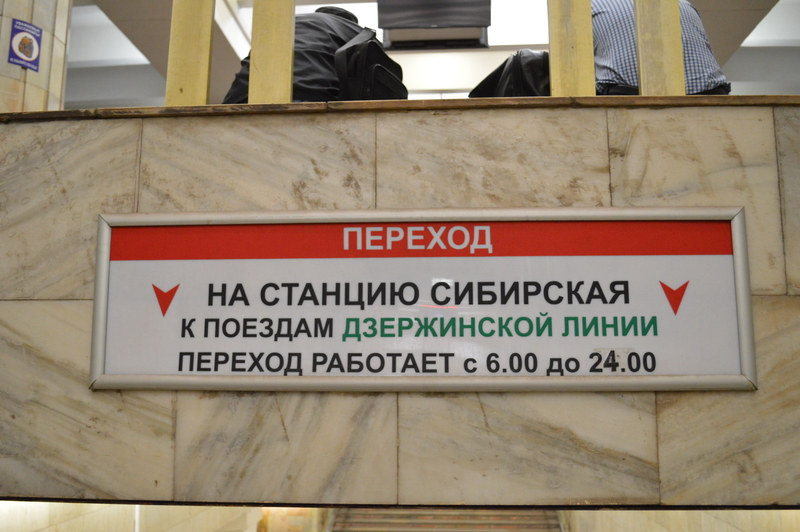 ПЕРЕХОД
НА СТАНЦИЮ СИБИРСКАЯ
К ПОЕЗДАМ ДЗЕРЖИНСКОЙ ЛИНИИ
ПЕРЕХОД РАБОТАЕТ с 6.00 до 24.00